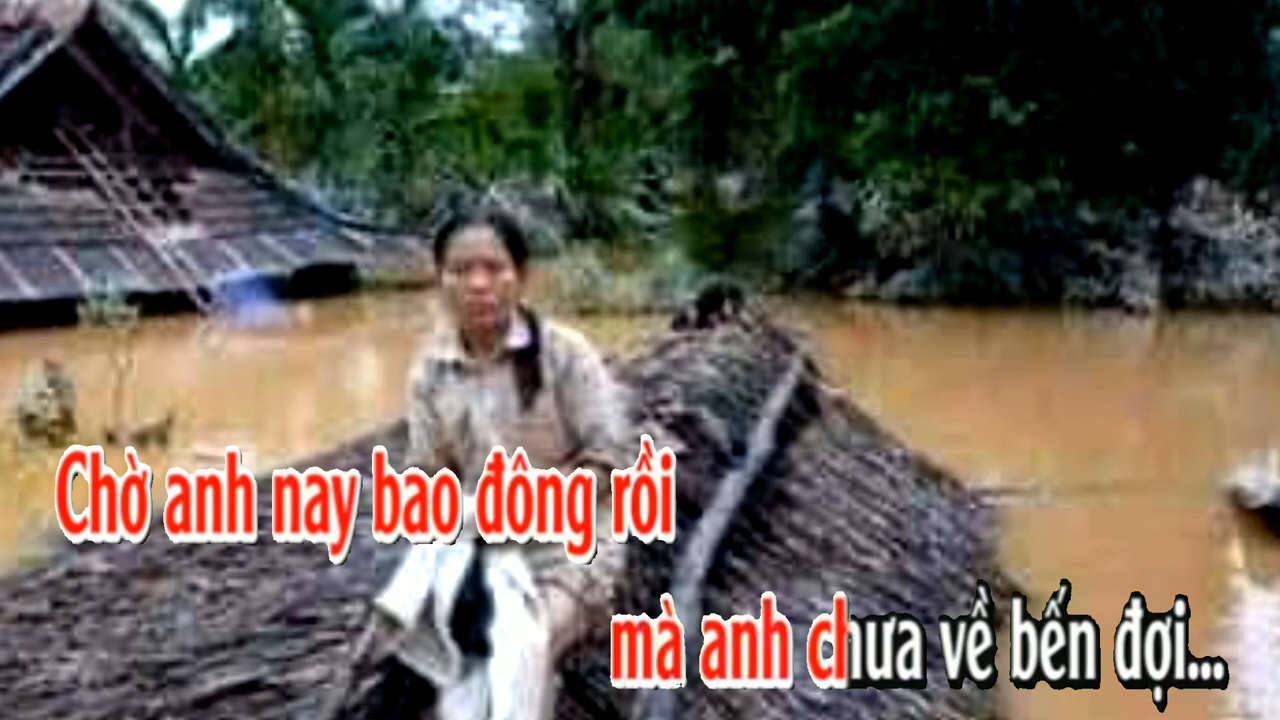 Chờ anh nay bao đông rồi
mà anh chưa về bến đợi...